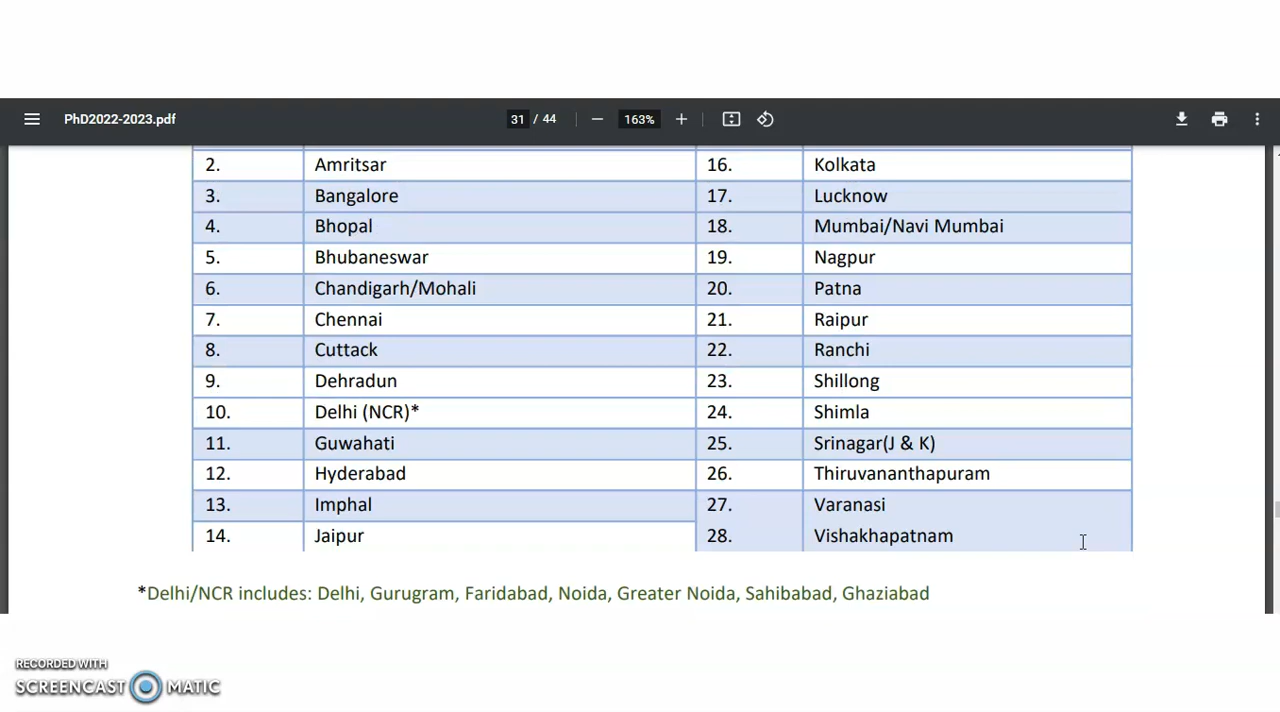 PhD2022-2023.pdf
31 / 44
163%
2. Amritsar 16. Kolkata
3. Bangalore 17. Lucknow
4. Bhopal 18. Mumbai/Navi Mumbai
5. Bhubaneswar 19. Nagpur
6. Chandigarh/Mohali 20. Patna
7. Chennai 21. Raipur
8. Cuttack 22. Ranchi
9. Dehradun 23. Shillong
10. Delhi (NCR)* 24. Shimla
11. Guwahati 25. Srinagar(J & K)
12. Hyderabad 26. Thiruvananthapuram
13. Imphal 27. Varanasi
14. Jaipur 28. Vishakhapatnam
*Delhi/NCR includes: Delhi, Gurugram, Faridabad, Noida, Greater Noida, Sahibabad, Ghaziabad
RECORDED WITH
SCREENCAST MATIC